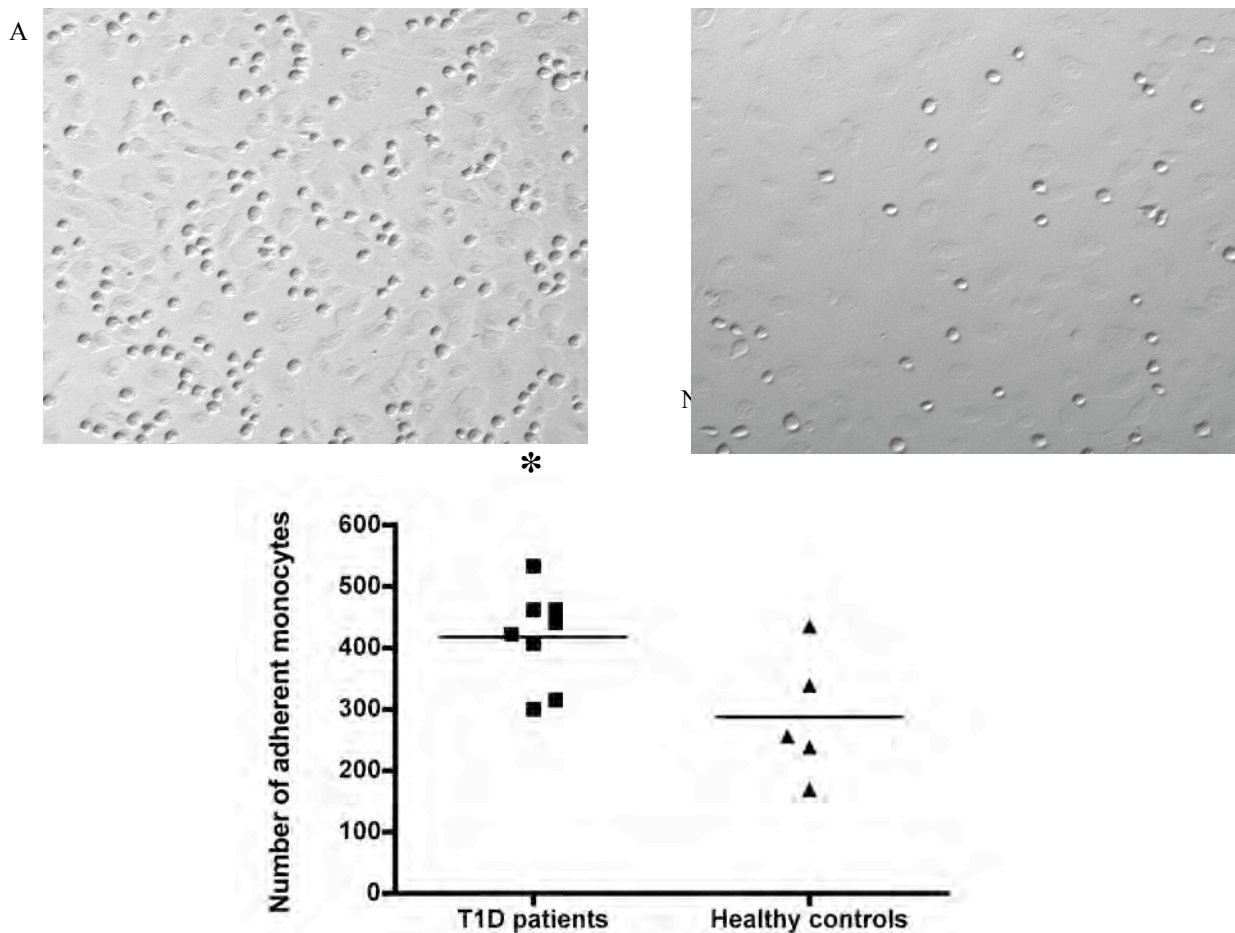 A
N
*
Number of adherent monocytes
600
500
400
300
200
100
0
T1D patients
Healthy controls